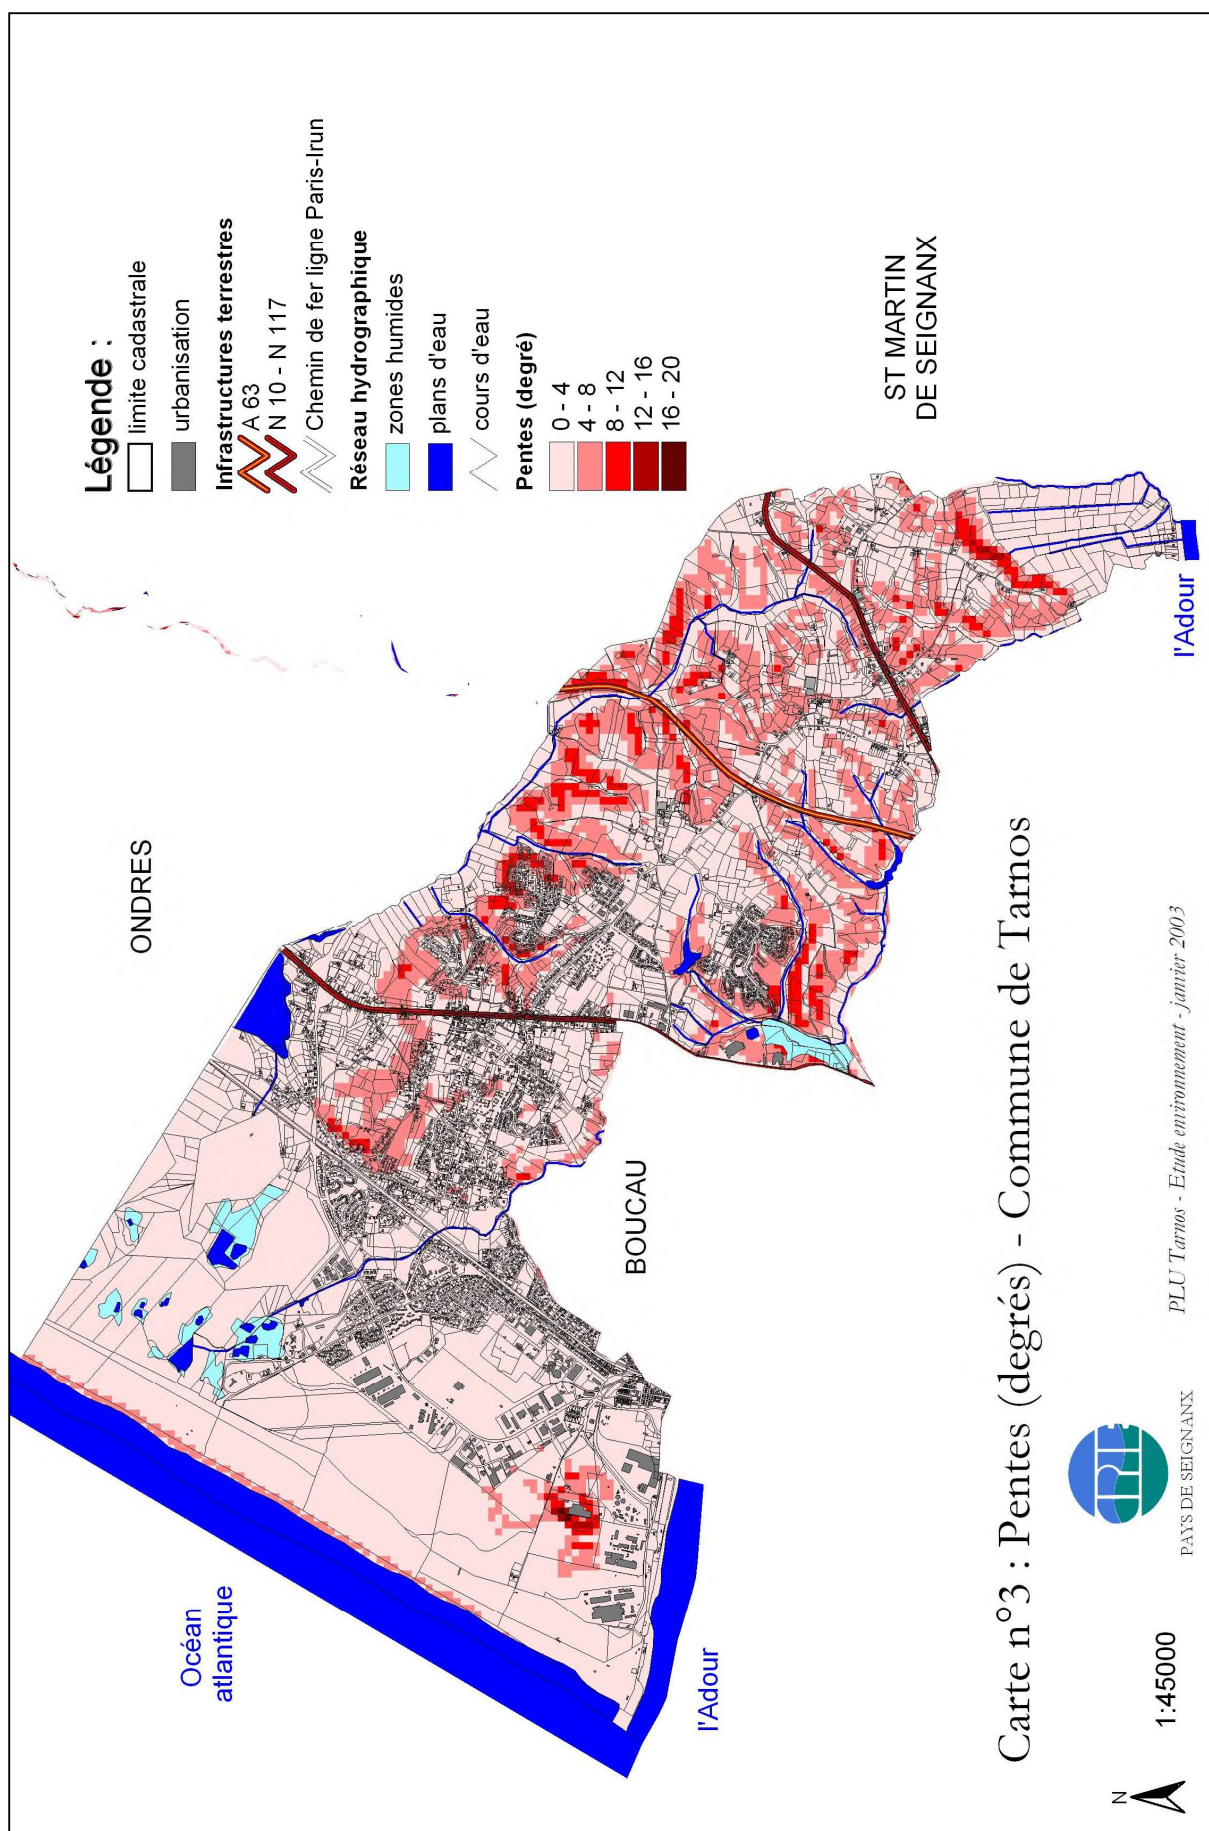 Légende :
limite cadastrale
urbanisation
Infrastructures terrestres
A 63
N 10 - N 117
Chemin de fer ligne Paris-Irun
Réseau hydrographique
zones humides
plans d'eau
cours d'eau
Pentes (degré)
0 - 4
4 - 8
8 - 12
12 - 16
16 - 20
ONDRES
Océan
atlantique
BOUCAU
ST MARTIN
DE SEIGNANX
l'Adour
l'Adour
Carte n°3 : Pentes (degrés) - Commune de Tarnos
N
1:45000
PAYS DE SEIGNANX
PLU Tarnos - Etude environnement - janvier 2003